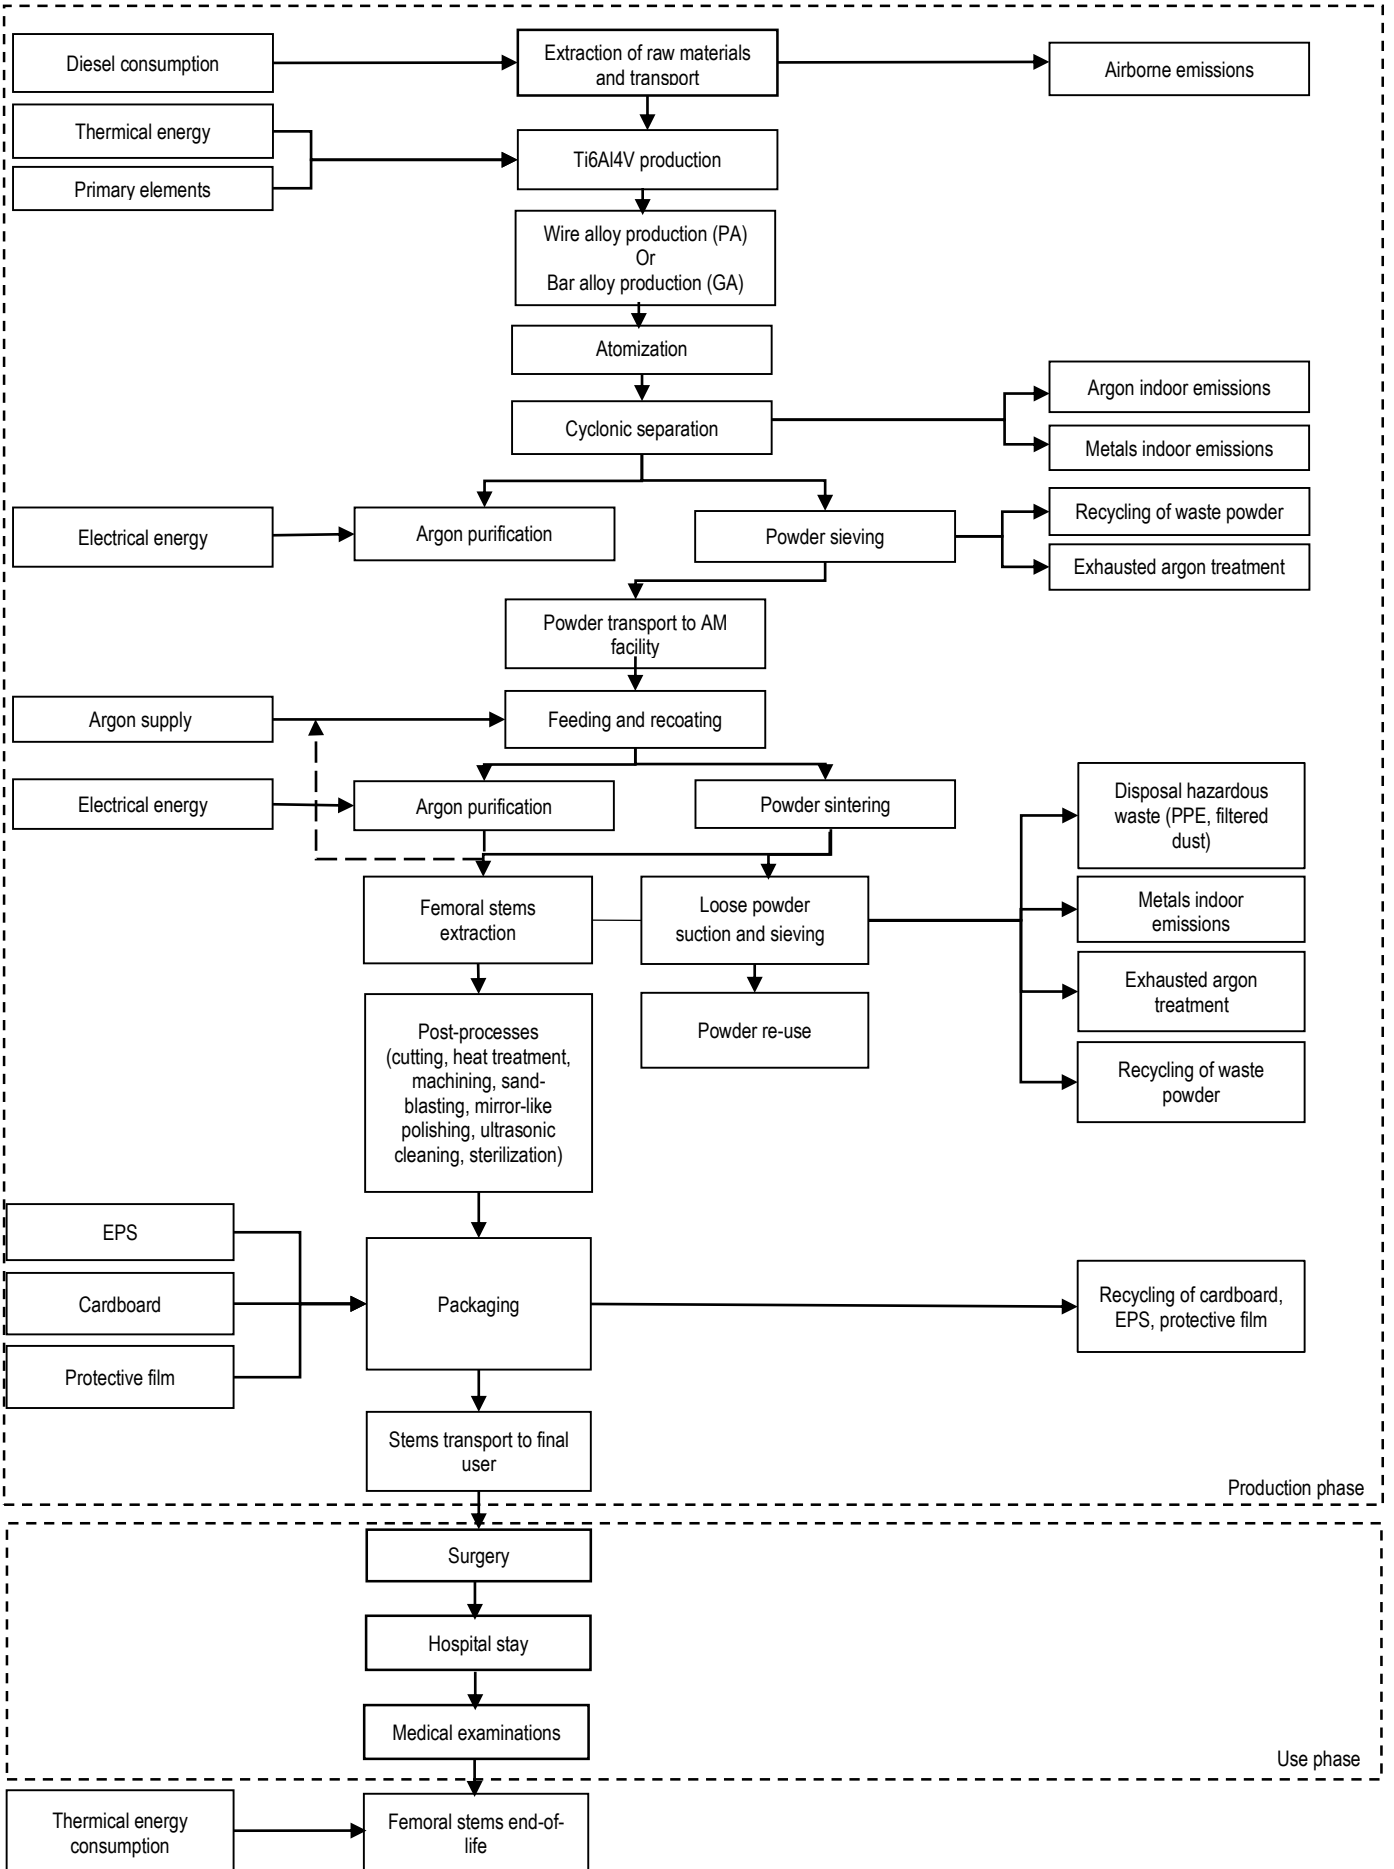 Diesel consumption
Extraction of raw materials
and transport
Airborne emissions
Thermical energy
Primary elements
Ti6Al4V production
Wire alloy production (PA)
Or
Bar alloy production (GA)
Atomization
Cyclonic separation
Argon indoor emissions
Metals indoor emissions
Electrical energy
Argon purification
Powder sieving
Recycling of waste powder
Exhausted argon treatment
Powder transport to AM
facility
Argon supply
Feeding and recoating
Electrical energy
Argon purification
Powder sintering
Disposal hazardous
waste (PPE, filtered
dust)
Femoral stems
extraction
Loose powder
suction and sieving
Metals indoor
emissions
Exhausted argon
treatment
Post-processes
(cutting, heat treatment,
machining, sand-
blasting, mirror-like
polishing, ultrasonic
cleaning, sterilization)
Powder re-use
Recycling of waste
powder
EPS
Cardboard
Protective film
Packaging
Recycling of cardboard,
EPS, protective film
Stems transport to final
user
Production phase
Surgery
Hospital stay
Medical examinations
Use phase
Thermical energy
consumption
Femoral stems end-of-
life